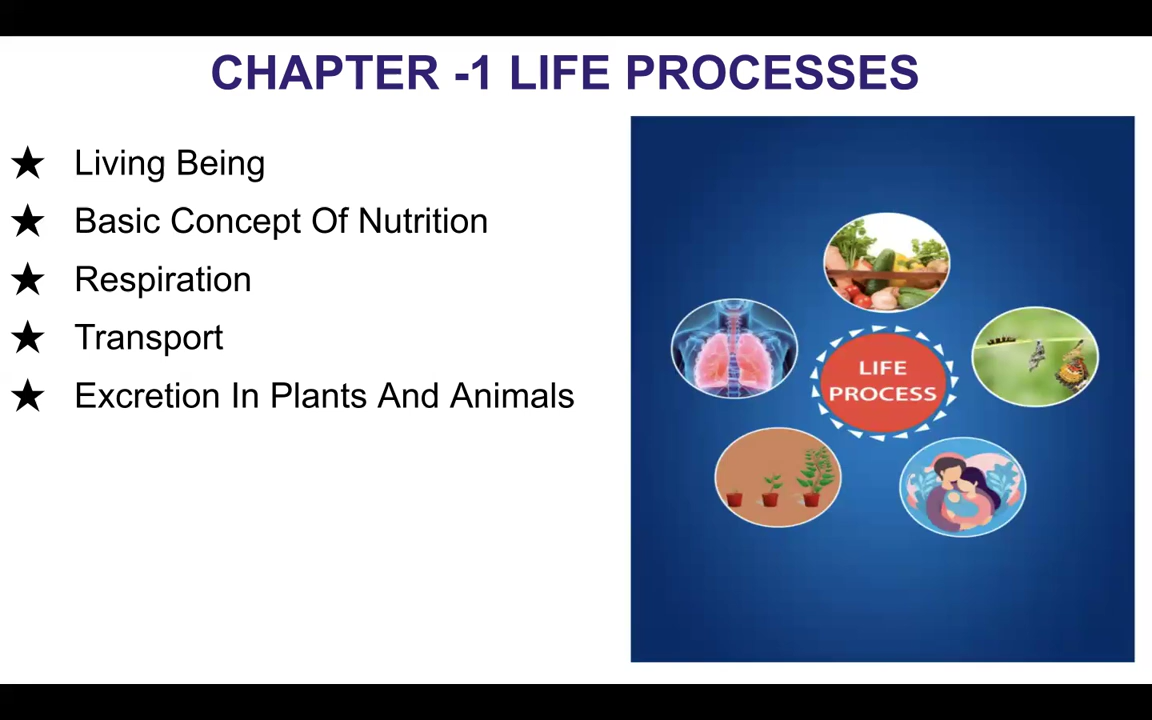 CHAPTER -1 LIFE PROCESSES
★ Living Being
★ Basic Concept Of Nutrition
★ Respiration
★ Transport
★ Excretion In Plants And Animals
LIFE
PROCESS